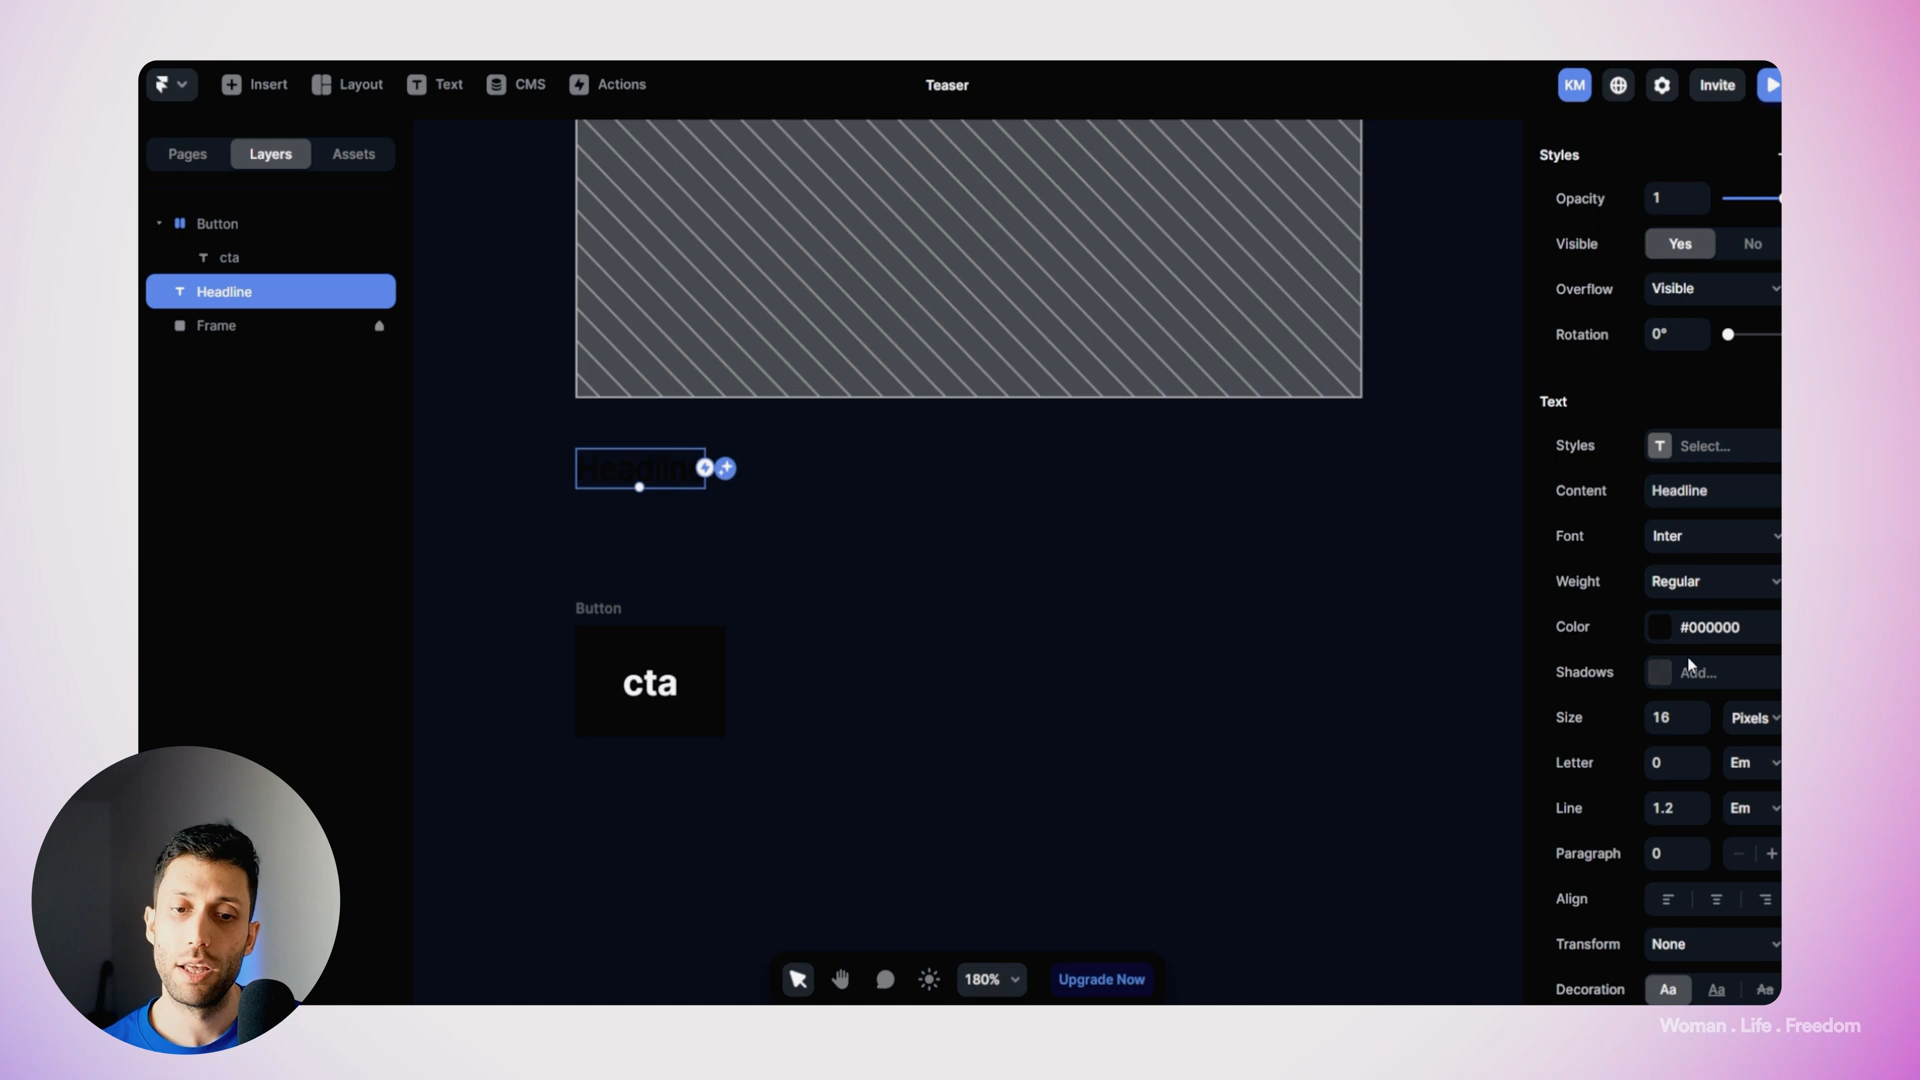 Insert Layout Text CMS Actions Teaser KM Invite
Pages Layers Assets
Button
cta
Headline
Frame
Headlin
Button
cta
180% Upgrade Now
Styles
Opacity 1
Visible Yes No
Overflow Visible
Rotation 0°
Text
Styles T Select...
Content Headline
Font Inter
Weight Regular
Color #000000
Shadows Add...
Size 16 Pixels
Letter 0 Em
Line 1.2 Em
Paragraph 0
Align
Transform None
Decoration Aa Aa Aa
Woman . Life . Freedom